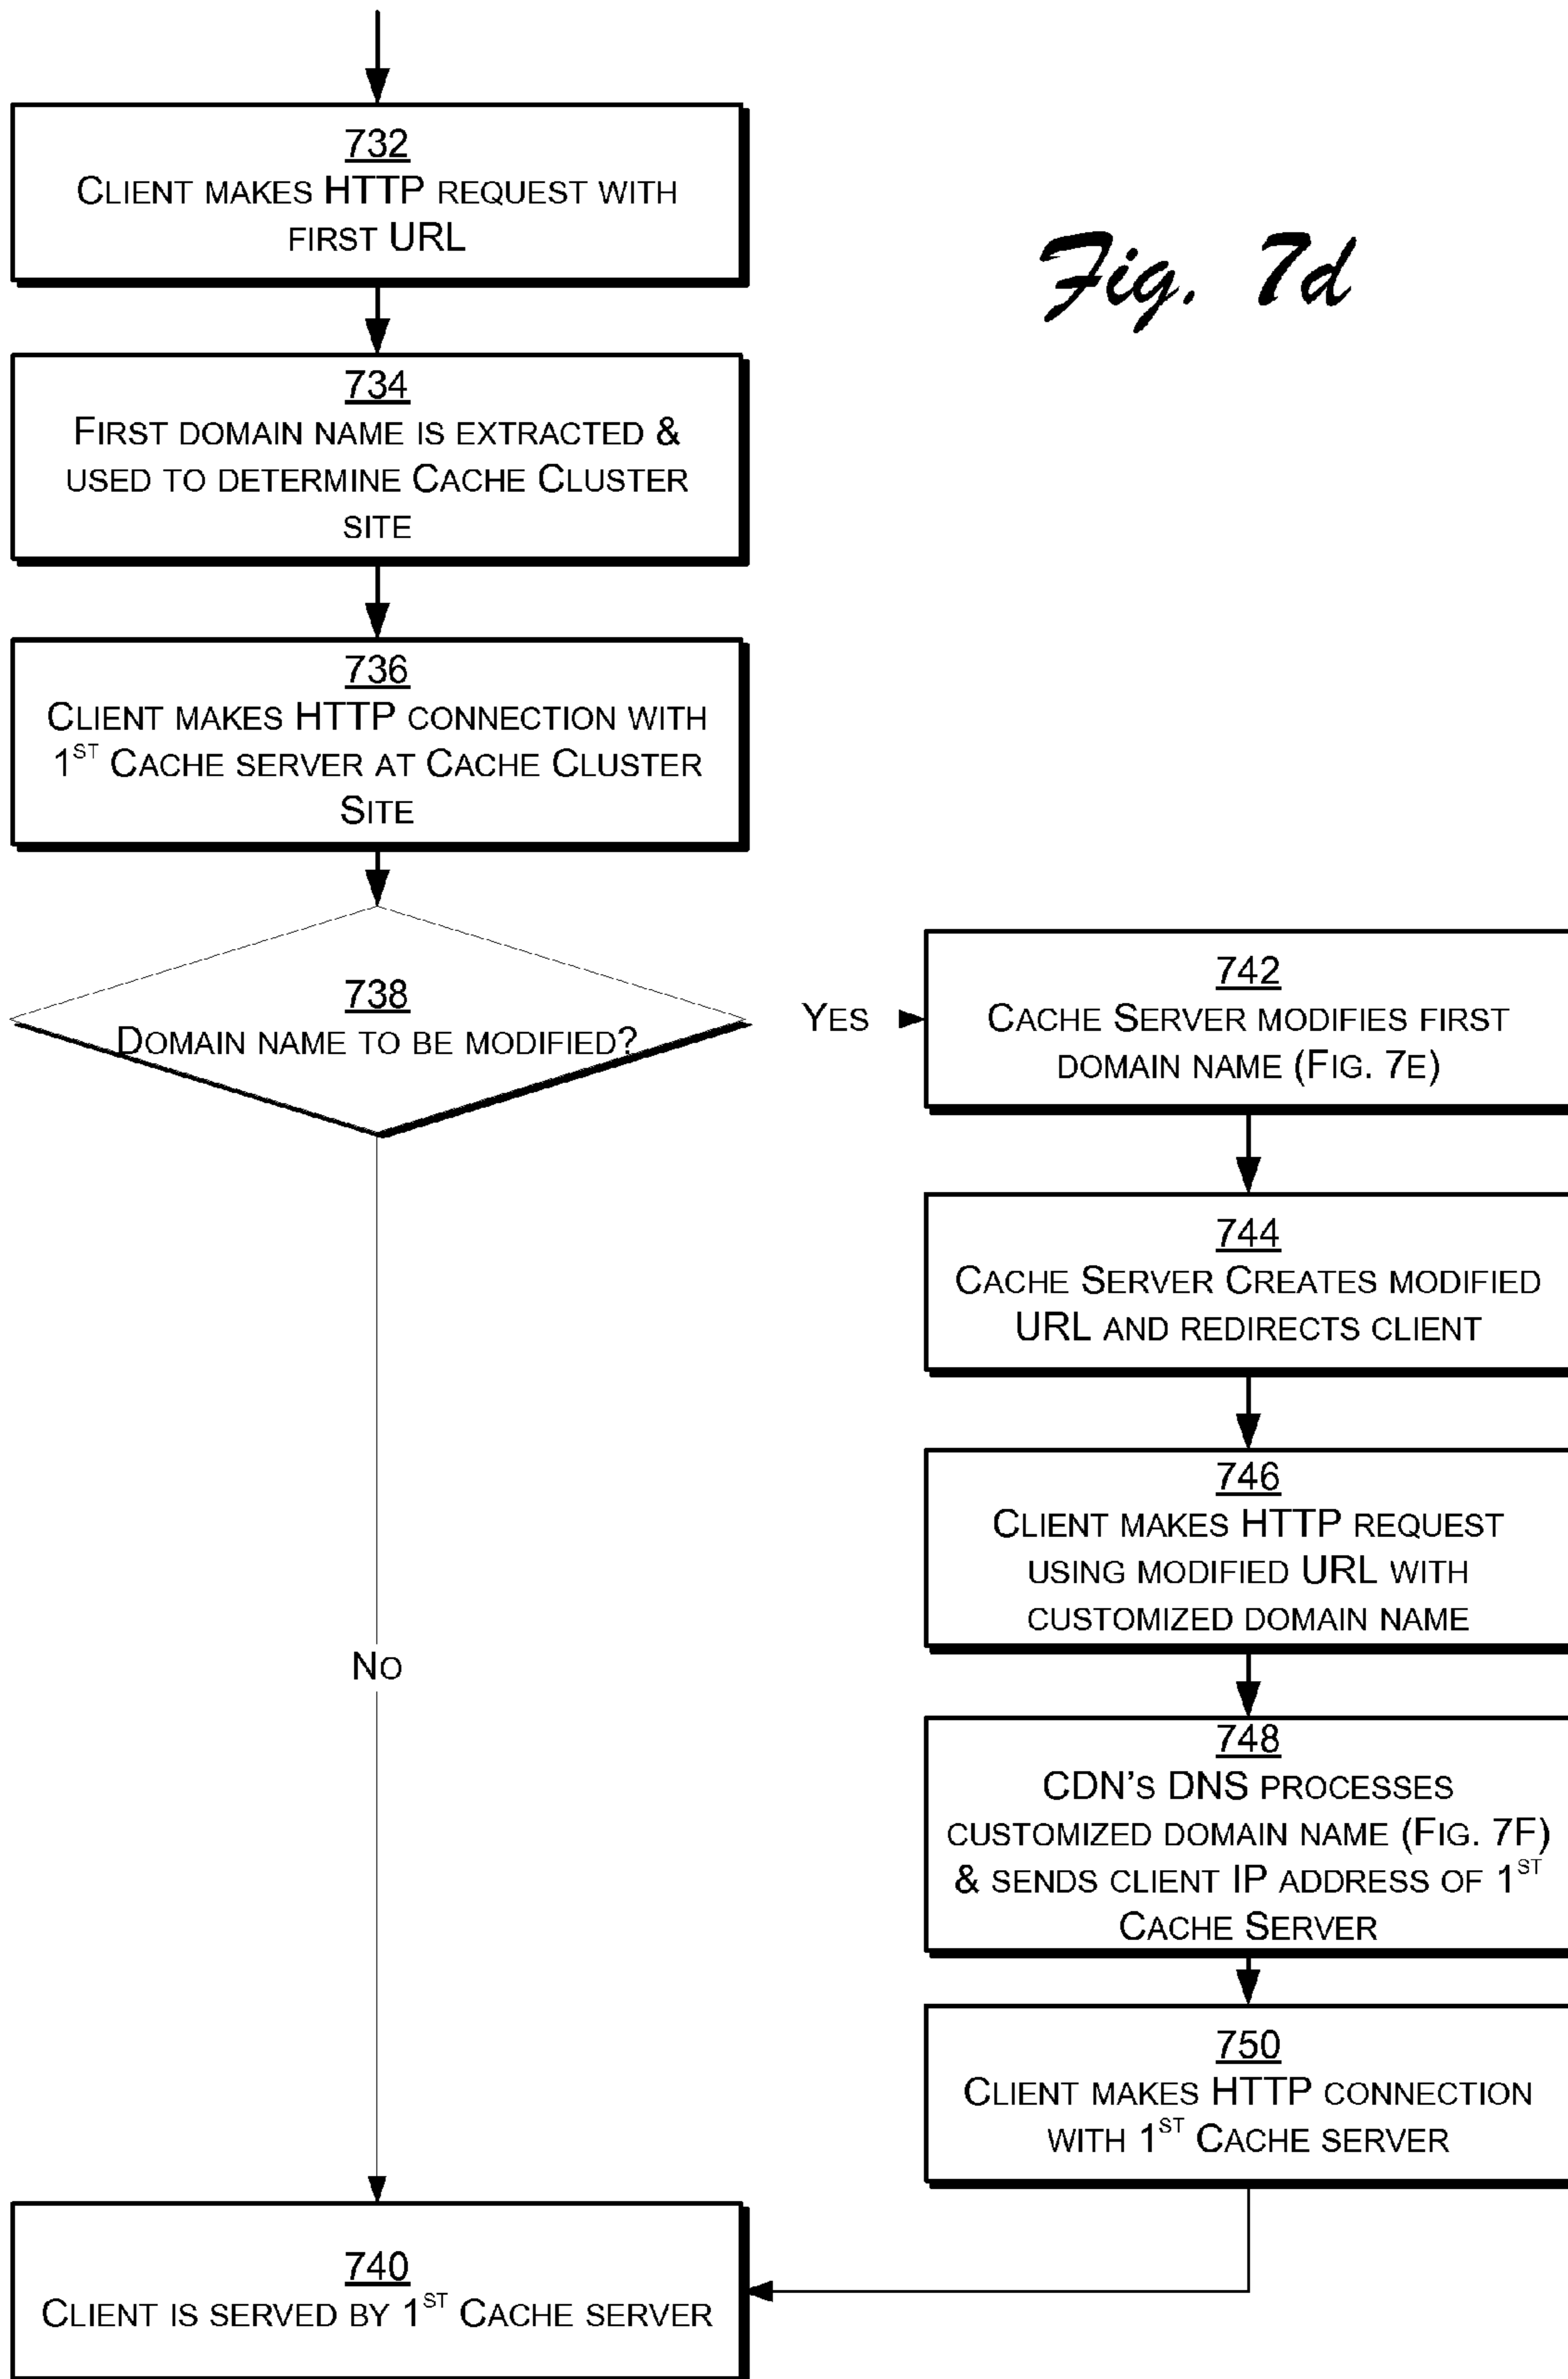 732
CLIENT MAKES HTTP REQUEST WITH
FIRST URL
Fig. 7d
734
FIRST DOMAIN NAME IS EXTRACTED &
USED TO DETERMINE CACHE CLUSTER
SITE
736
CLIENT MAKES HTTP CONNECTION WITH
1ST CACHE SERVER AT CACHE CLUSTER
SITE
738
DOMAIN NAME TO BE MODIFIED?
YES
742
CACHE SERVER MODIFIES FIRST
DOMAIN NAME (FIG. 7E)
744
CACHE SERVER CREATES MODIFIED
URL AND REDIRECTS CLIENT
746
CLIENT MAKES HTTP REQUEST
USING MODIFIED URL WITH
CUSTOMIZED DOMAIN NAME
NO
748
CDN'S DNS PROCESSES
CUSTOMIZED DOMAIN NAME (FIG. 7F)
& SENDS CLIENT IP ADDRESS OF 1ST
CACHE SERVER
750
CLIENT MAKES HTTP CONNECTION
WITH 1ST CACHE SERVER
740
CLIENT IS SERVED BY 1ST CACHE SERVER